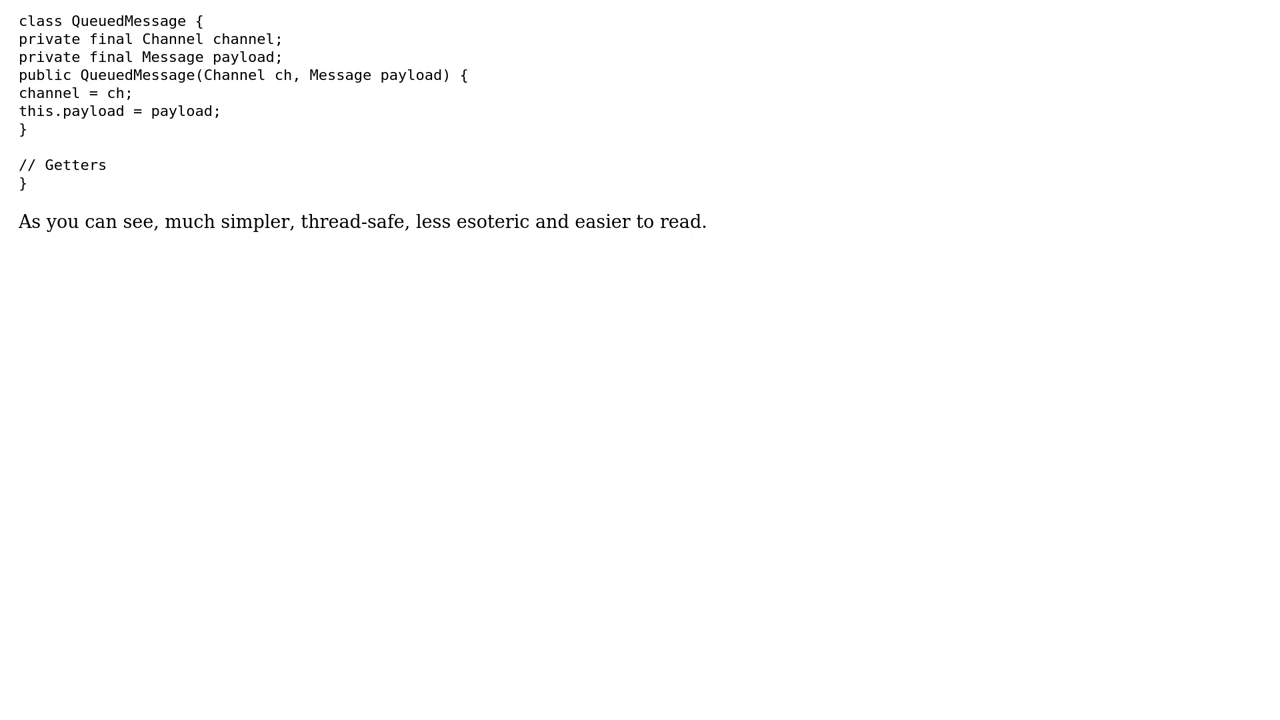 class QueuedMessage {
private final Channel channel;
private final Message payload;
public QueuedMessage(Channel ch, Message payload) {
channel = ch;
this.payload = payload;
}

// Getters
}
As you can see, much simpler, thread-safe, less esoteric and easier to read.